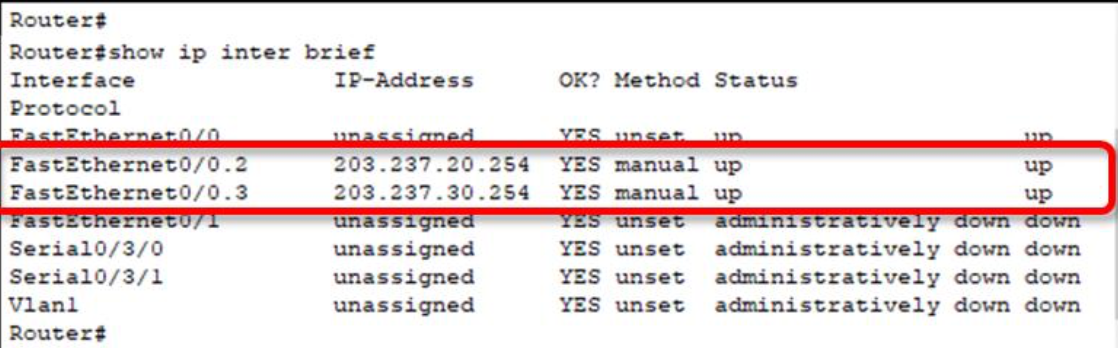 Router#
Router#show ip inter brief
Interface IP-Address OK? Method Status
Protocol
FastEthernet0/0 unassigned YES unset up up
FastEthernet0/0.2 203.237.20.254 YES manual up up
FastEthernet0/0.3 203.237.30.254 YES manual up up
FastEthernet0/1 unassigned YES unset administratively down down
Serial0/3/0 unassigned YES unset administratively down down
Serial0/3/1 unassigned YES unset administratively down down
Vlan1 unassigned YES unset administratively down down
Router#